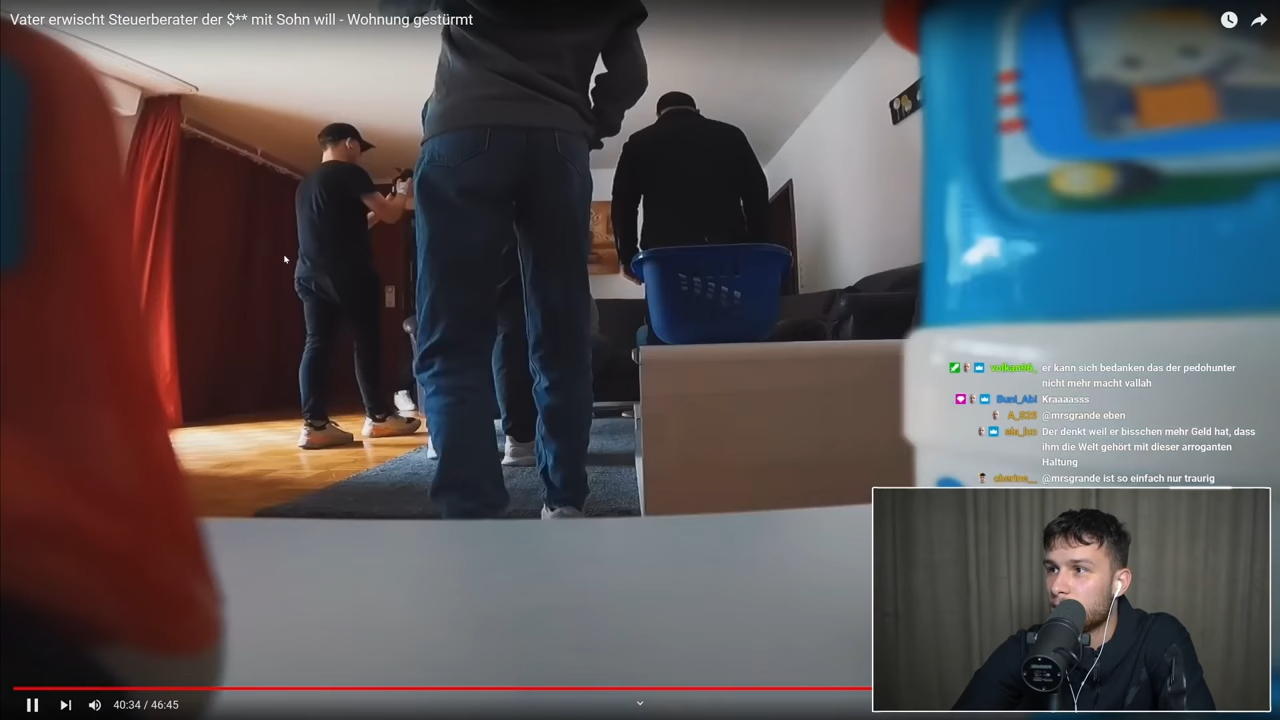 Vater erwischt Steuerberater der $** mit Sohn will - Wohnung gestürmt
er kann sich bedanken das der pedohunter
nicht mehr macht vallah
Buni_Abi Kraaaasss
@mrsgrande eben
Der denkt weil er bisschen mehr Geld hat, dass
ihm die Welt gehört mit dieser arroganten
Haltung
@mrsgrande ist so einfach nur traurig
40:34 / 46:45